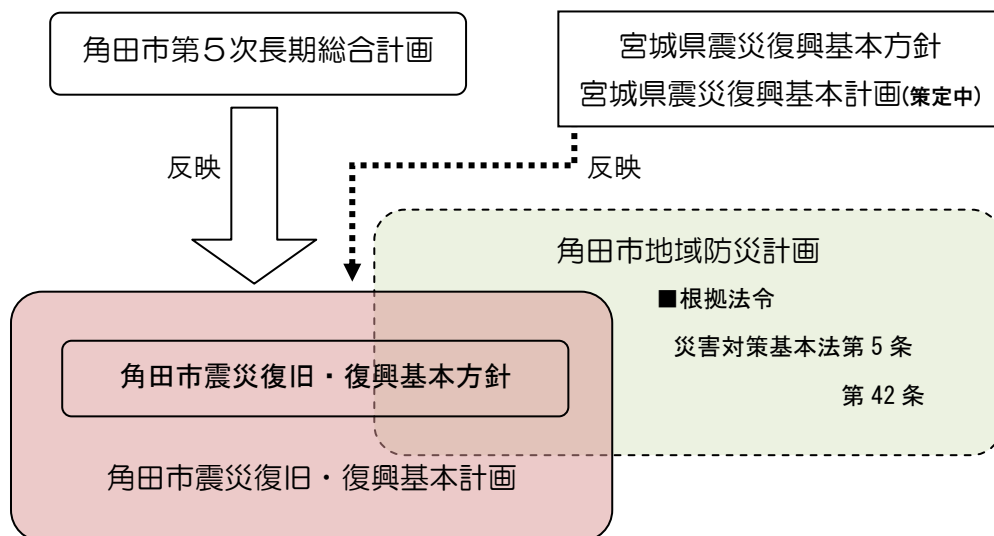 角田市第５次長期総合計画
宮城県震災復興基本方針
宮城県震災復興基本計画(策定中)
反映
反映
角田市地域防災計画
■根拠法令
災害対策基本法第 5 条
第 42 条
角田市震災復旧・復興基本方針
角田市震災復旧・復興基本計画